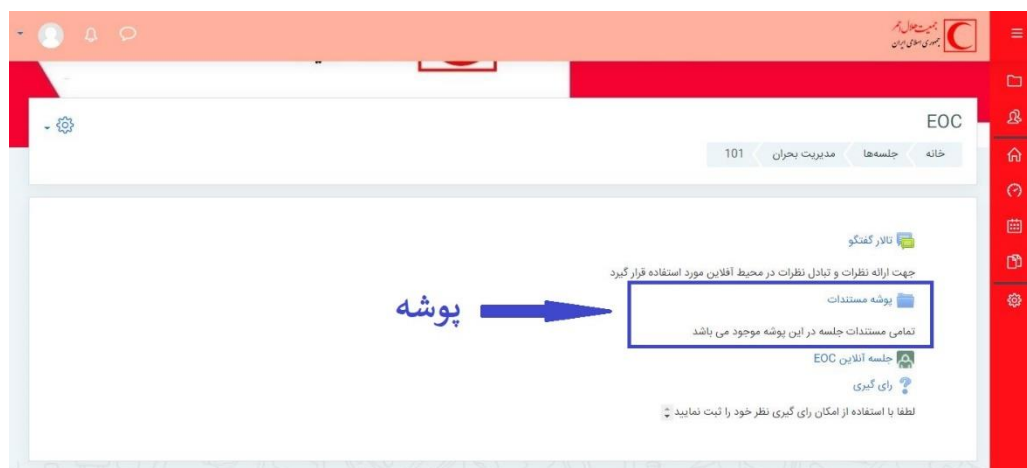 جمعیت هلال احمر
جمهوری اسلامی ایران
EOC
خانه
جلسه‌ها
مدیریت بحران
101
تالار گفتگو
جهت ارائه نظرات و تبادل نظرات در محیط آفلاین مورد استفاده قرار گیرد
پوشه مستندات
تمامی مستندات جلسه در این پوشه موجود می باشد
پوشه
جلسه آنلاین EOC
رای گیری
لطفا با استفاده از امکان رای گیری نظر خود را ثبت نمایید